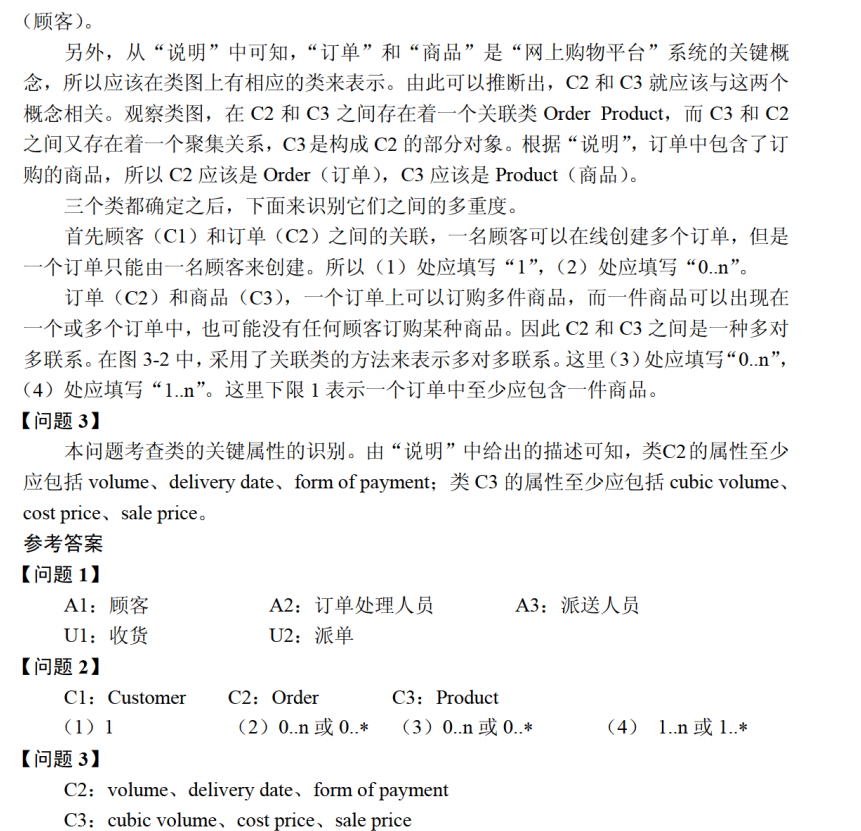 （顾客）。
另外，从“说明”中可知，“订单”和“商品”是“网上购物平台”系统的关键概
念，所以应该在类图上有相应的类来表示。由此可以推断出，C2 和 C3 就应该与这两个
概念相关。观察类图，在 C2 和 C3 之间存在着一个关联类 Order Product，而 C3 和 C2
之间又存在着一个聚集关系，C3 是构成 C2 的部分对象。根据“说明”，订单中包含了订
购的商品，所以 C2 应该是 Order（订单），C3 应该是 Product（商品）。
三个类都确定之后，下面来识别它们之间的多重度。
首先顾客（C1）和订单（C2）之间的关联，一名顾客可以在线创建多个订单，但是
一个订单只能由一名顾客来创建。所以（1）处应填写“1”，（2）处应填写“0..n”。
订单（C2）和商品（C3），一个订单上可以订购多件商品，而一件商品可以出现在
一个或多个订单中，也可能没有任何顾客订购某种商品。因此 C2 和 C3 之间是一种多对
多联系。在图 3-2 中，采用了关联类的方法来表示多对多联系。这里（3）处应填写“0..n”，
（4）处应填写“1..n”。这里下限 1 表示一个订单中至少应包含一件商品。
【问题 3】
本问题考查类的关键属性的识别。由“说明”中给出的描述可知，类C2 的属性至少
应包括 volume、delivery date、form of payment；类 C3 的属性至少应包括 cubic volume、
cost price、sale price。
参考答案
【问题 1】
A1：顾客 A2：订单处理人员 A3：派送人员
U1：收货 U2：派单
【问题 2】
C1：Customer C2：Order C3：Product
（1）1 （2）0..n 或 0..* （3）0..n 或 0..* （4） 1..n 或 1..*
【问题 3】
C2：volume、delivery date、form of payment
C3：cubic volume、cost price、sale price